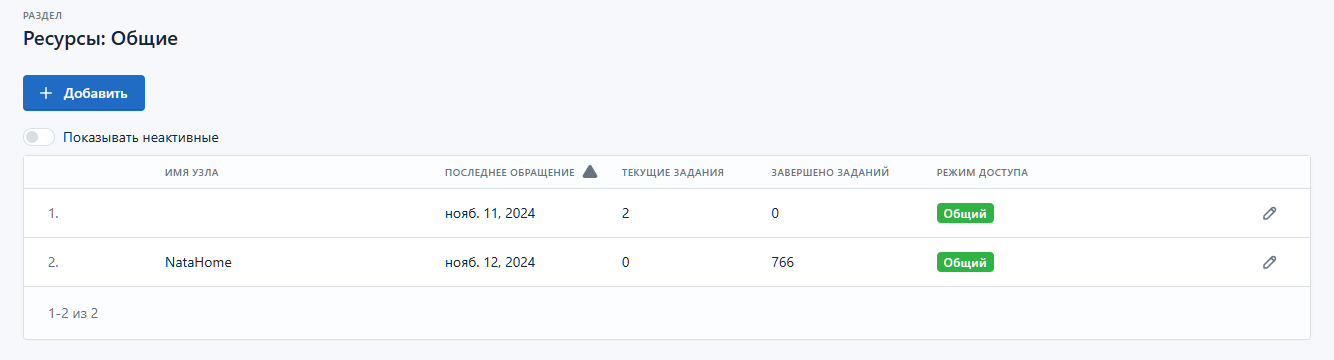 РАЗДЕЛ
Ресурсы: Общие
+ Добавить
Показывать неактивные
ИМЯ УЗЛА ПОСЛЕДНЕЕ ОБРАЩЕНИЕ ТЕКУЩИЕ ЗАДАНИЯ ЗАВЕРШЕНО ЗАДАНИЙ РЕЖИМ ДОСТУПА
1. нояб. 11, 2024 2 0 Общий
2. NataHome нояб. 12, 2024 0 766 Общий
1-2 из 2